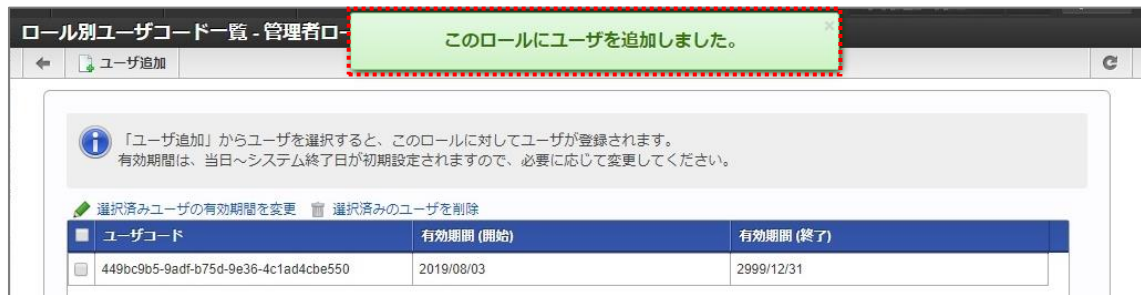 ロール別ユーザコード一覧 - 管理者ロー
このロールにユーザを追加しました。
ユーザ追加
「ユーザ追加」からユーザを選択すると、このロールに対してユーザが登録されます。
有効期間は、当日～システム終了日が初期設定されますので、必要に応じて変更してください。
選択済みユーザの有効期間を変更 選択済みのユーザを削除
ユーザコード 有効期間 (開始) 有効期間 (終了)
449bc9b5-9adf-b75d-9e36-4c1ad4cbe550 2019/08/03 2999/12/31